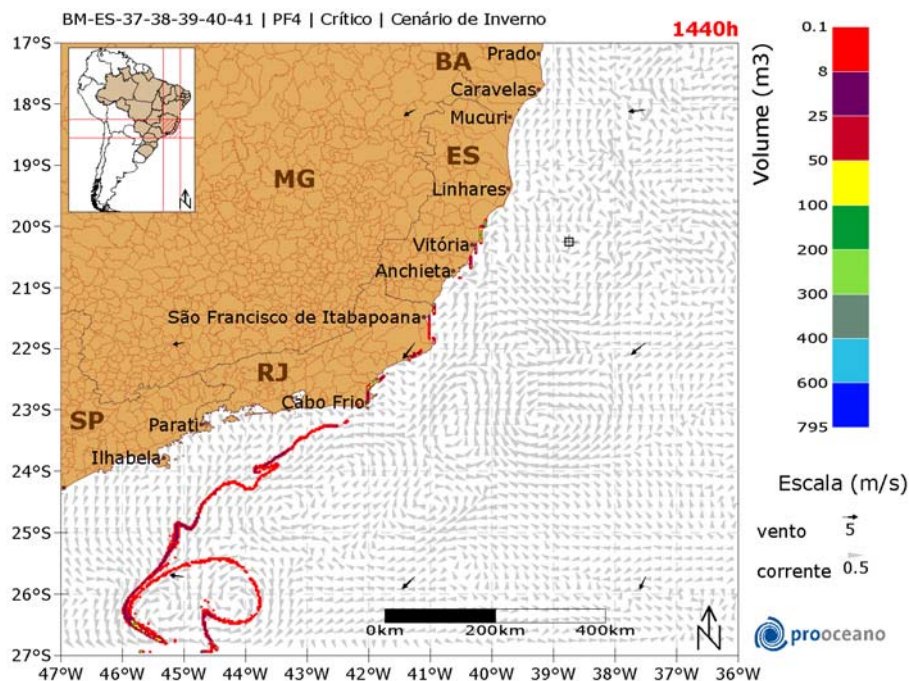 BM-ES-37-38-39-40-41 | PF4 | Crítico | Cenário de Inverno
1440h
17°S
18°S
19°S
20°S
21°S
22°S
23°S
24°S
25°S
26°S
27°S
BA
Prado
Caravelas
Mucuri
ES
MG
Linhares
Vitória
Anchieta
São Francisco de Itabapoana
RJ
Cabo Frio
SP
Parati
Ilhabela
N
0km 200km 400km
N
47°W 46°W 45°W 44°W 43°W 42°W 41°W 40°W 39°W 38°W 37°W 36°W
Volume (m3)
0.1
8
25
50
100
200
300
400
600
795
Escala (m/s)
vento 5
corrente 0.5
prooceano